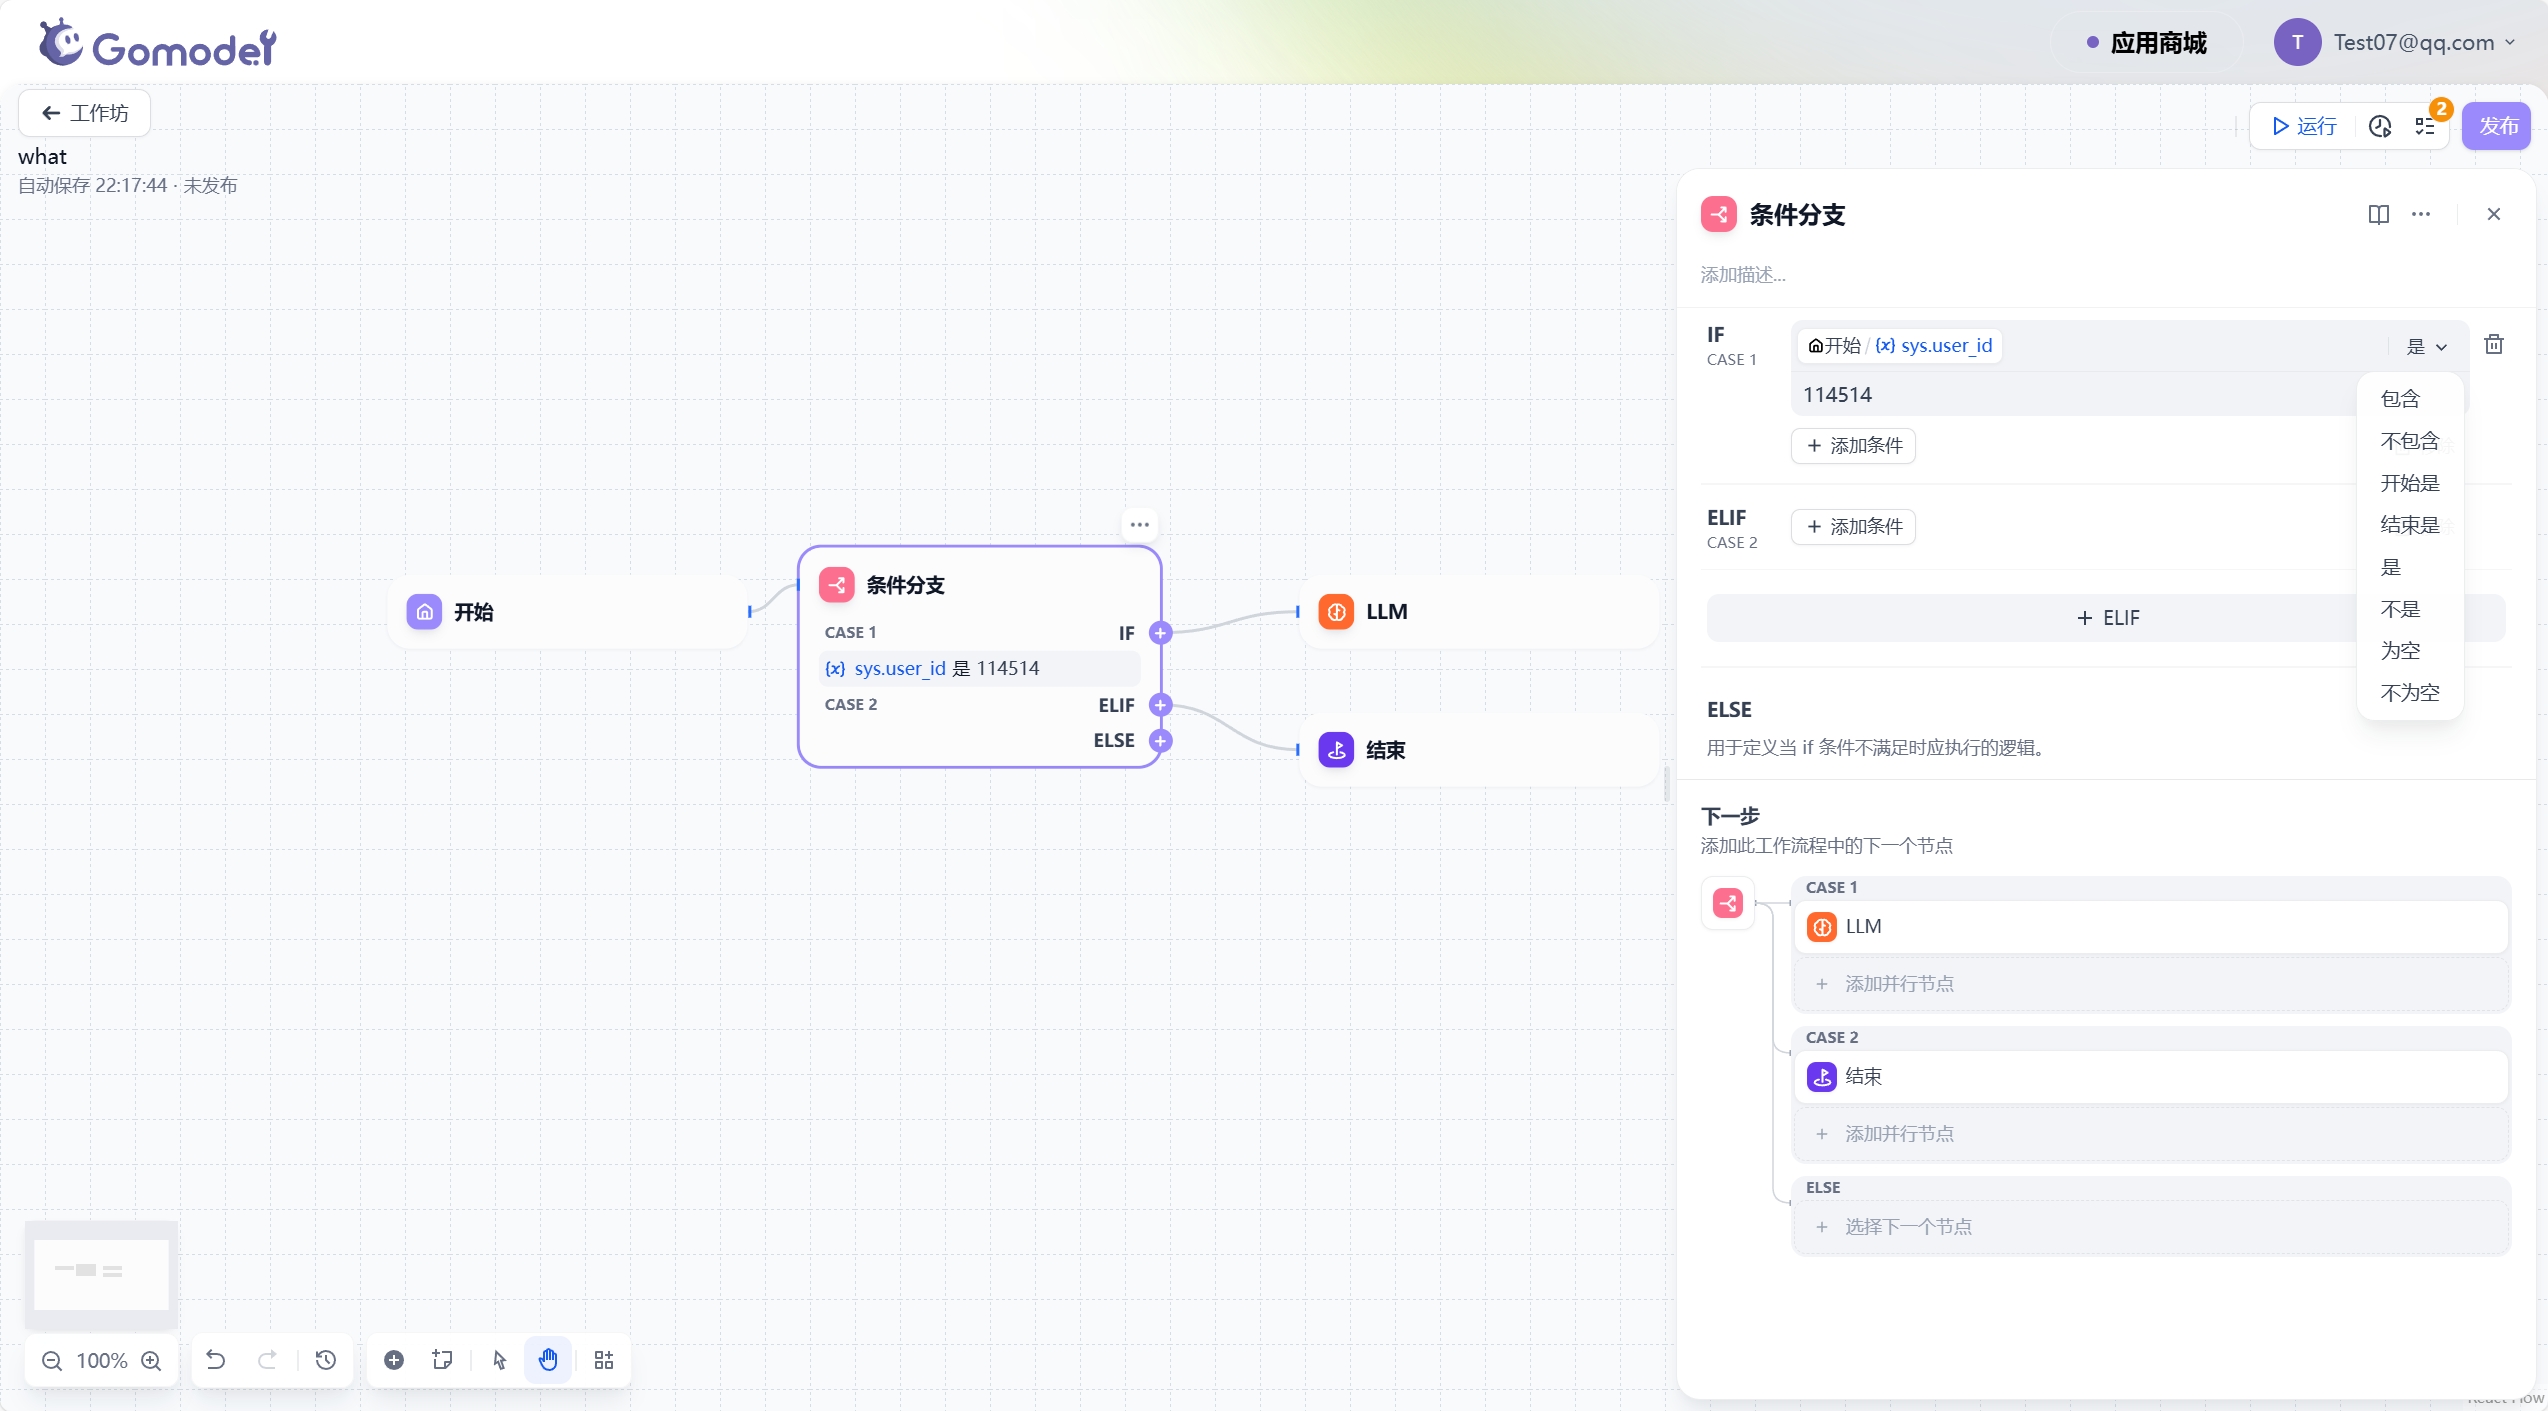 Gomodel
应用商城
T
Test07@qq.com
工作坊
what
自动保存 22:17:44 · 未发布
运行
2
发布
条件分支
添加描述...
IF
CASE 1
开始 / {x} sys.user_id
是
114514
添加条件
包含
不包含
开始是
结束是
是
不是
为空
不为空
ELIF
CASE 2
添加条件
ELIF
ELSE
用于定义当 if 条件不满足时应执行的逻辑。
下一步
添加此工作流程中的下一个节点
CASE 1
LLM
添加并行节点
CASE 2
结束
添加并行节点
ELSE
选择下一个节点
开始
条件分支
CASE 1
IF
{x} sys.user_id 是 114514
CASE 2
ELIF
ELSE
LLM
结束
100%